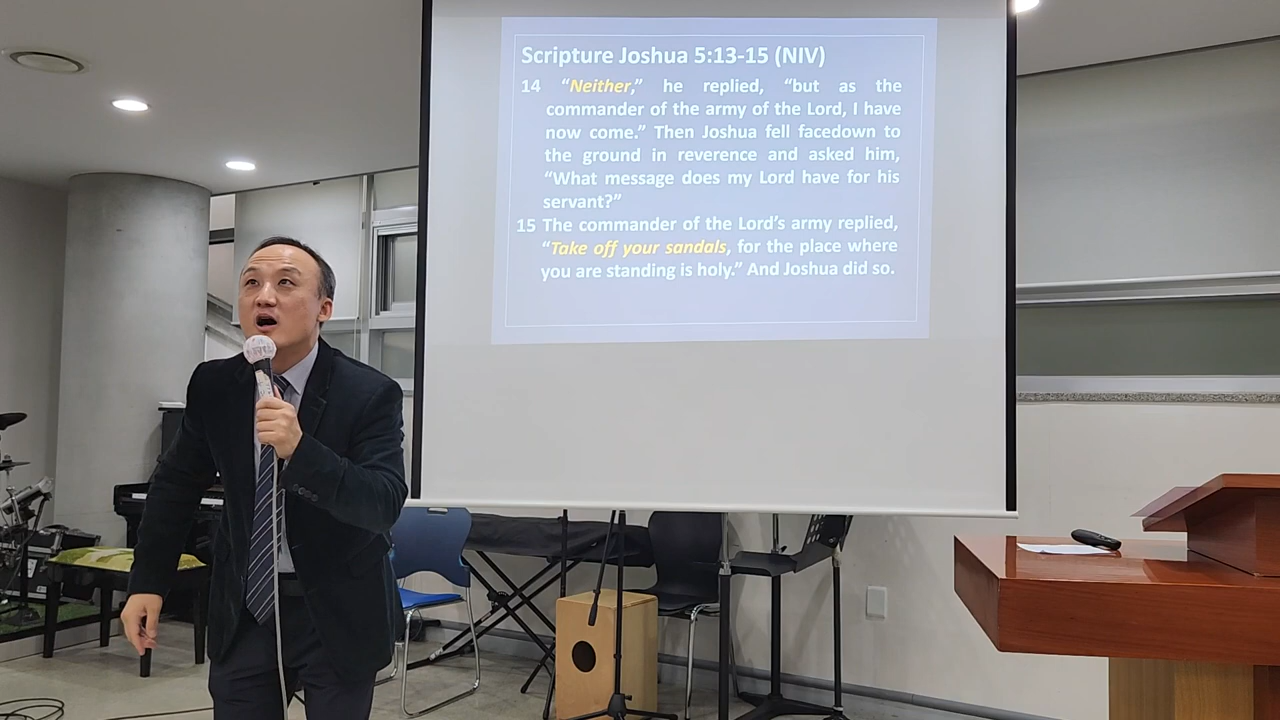 Scripture Joshua 5:13-15 (NIV)
14 “Neither,” he replied, “but as the
commander of the army of the Lord, I have
now come.” Then Joshua fell facedown to
the ground in reverence and asked him,
“What message does my Lord have for his
servant?”
15 The commander of the Lord’s army replied,
“Take off your sandals, for the place where
you are standing is holy.” And Joshua did so.